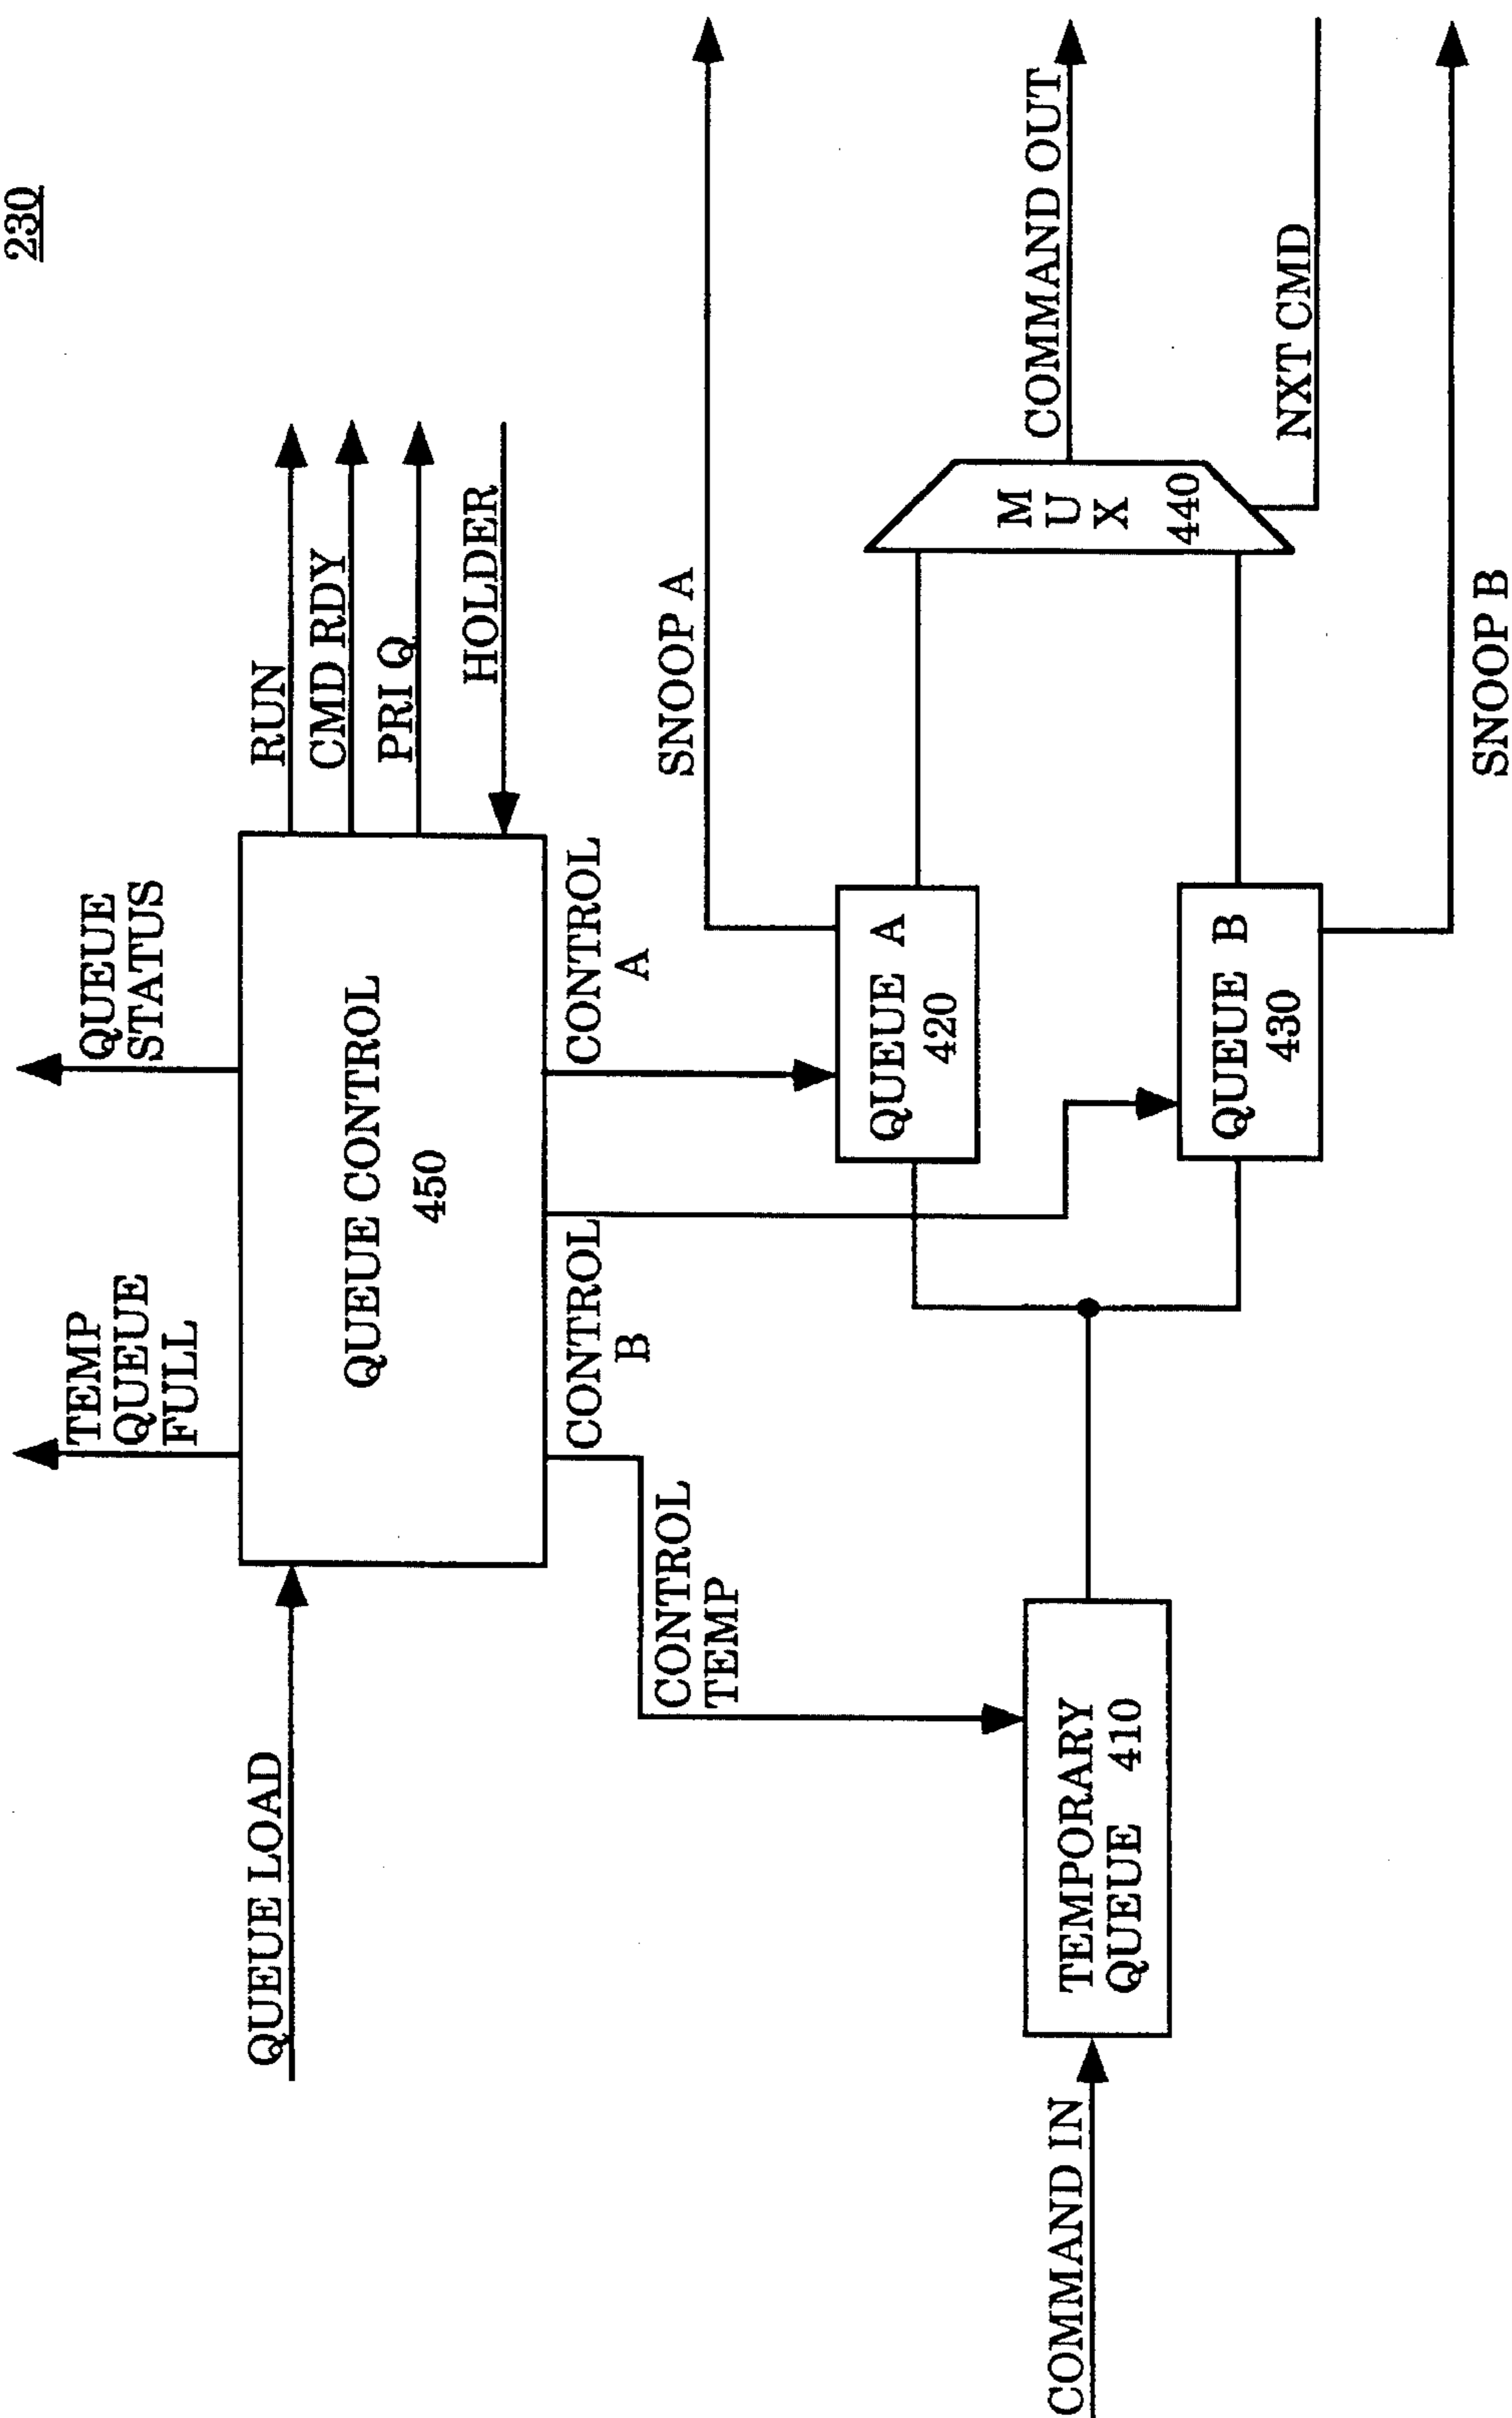 230
TEMP
QUEUE
FULL
QUEUE
STATUS
QUEUE LOAD
QUEUE CONTROL
450
RUN
CMD RDY
PRI Q
HOLDER
CONTROL
B
CONTROL
A
CONTROL
TEMP
SNOOP A
QUEUE A
420
COMMAND IN
TEMPORARY
QUEUE 410
M
U
X
440
COMMAND OUT
QUEUE B
430
NXT CMD
SNOOP B